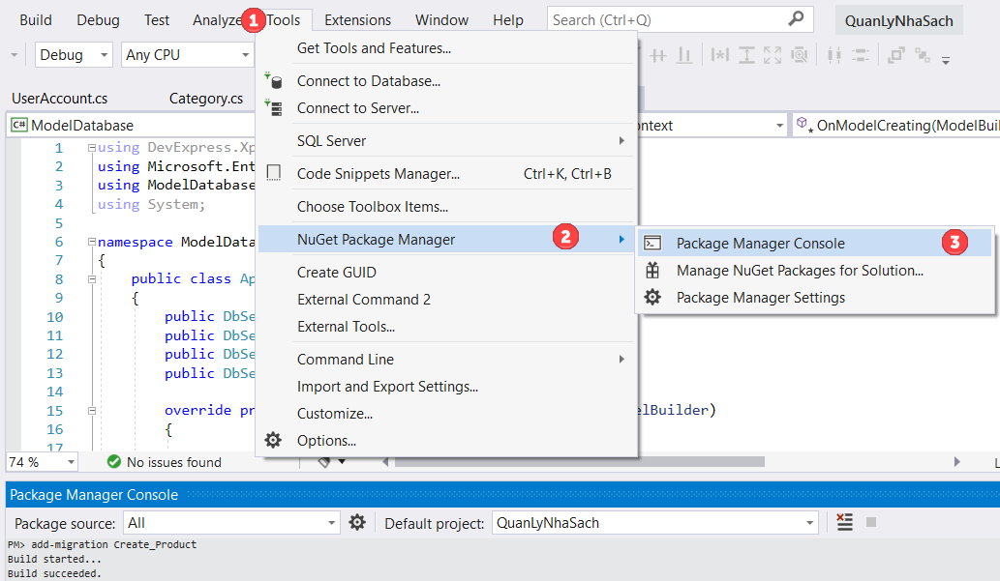 Build Debug Test Analyze 1 Tools Extensions Window Help Search (Ctrl+Q) QuanLyNhaSach
Debug Any CPU
Get Tools and Features...
Connect to Database...
UserAccount.cs Category.cs
Connect to Server...
C# ModelDatabase ontext OnModelCreating(ModelBuil
SQL Server
1 using DevExpress.Xp
2 using Microsoft.Ent
Code Snippets Manager... Ctrl+K, Ctrl+B
3 using ModelDatabase
4 using System;
Choose Toolbox Items...
5
6 namespace ModelData
NuGet Package Manager 2
Package Manager Console 3
7 {
Manage NuGet Packages for Solution...
8 public class Ap
Create GUID
9 {
Package Manager Settings
External Command 2
10 public DbSe
External Tools...
11 public DbSe
12 public DbSe
Command Line
13 public DbSe
Import and Export Settings...
14
15 override pr elBuilder)
Customize...
16 {
Options...
17
74 % No issues found L
Package Manager Console
Package source: All Default project: QuanLyNhaSach
PM> add-migration Create_Product
Build started...
Build succeeded.